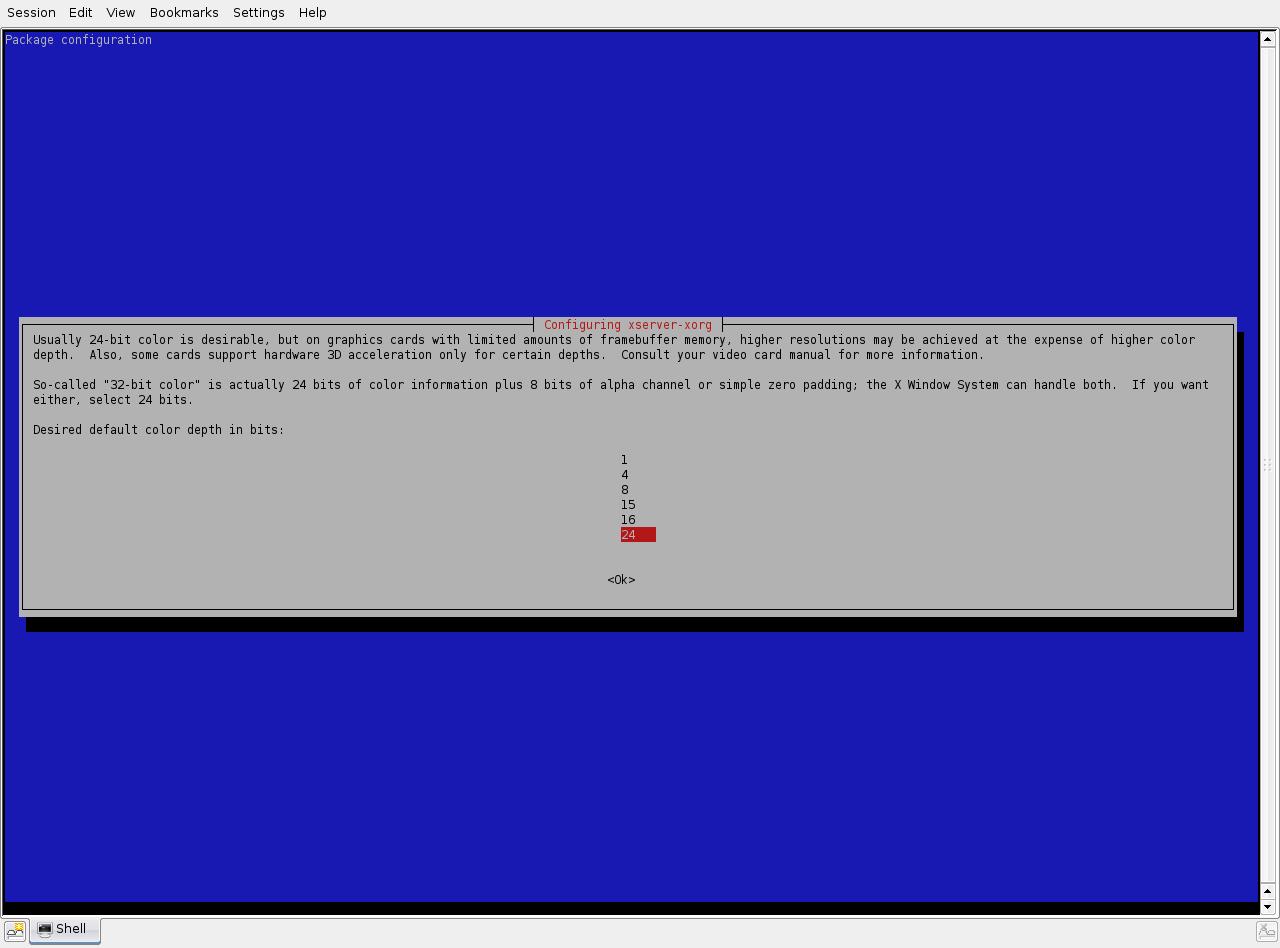 Session Edit View Bookmarks Settings Help
Package configuration
Configuring xserver-xorg
Usually 24-bit color is desirable, but on graphics cards with limited amounts of framebuffer memory, higher resolutions may be achieved at the expense of higher color
depth.  Also, some cards support hardware 3D acceleration only for certain depths.  Consult your video card manual for more information.
So-called "32-bit color" is actually 24 bits of color information plus 8 bits of alpha channel or simple zero padding; the X Window System can handle both.  If you want
either, select 24 bits.
Desired default color depth in bits:
1
4
8
15
16
24
<Ok>
Shell